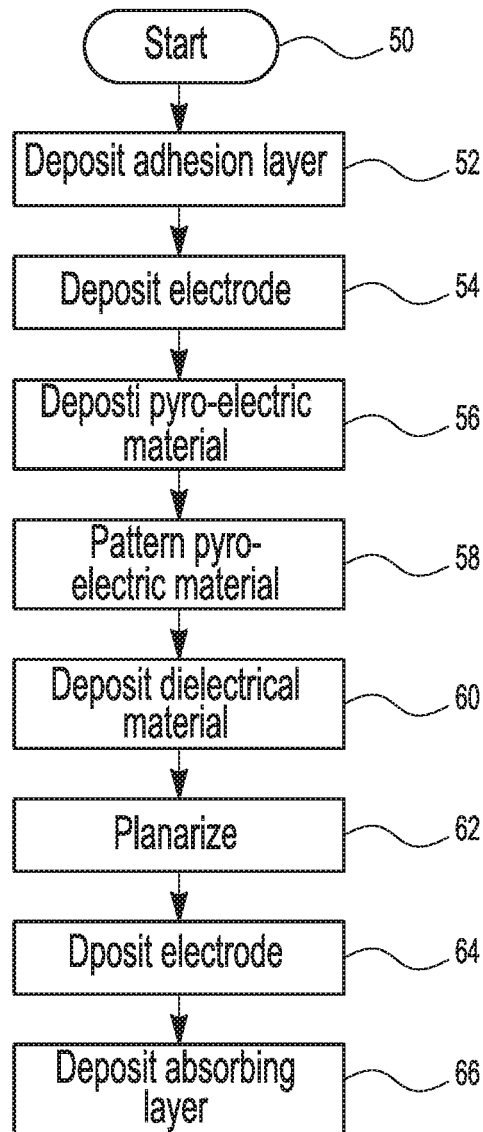 Start
50
Deposit adhesion layer
52
Deposit electrode
54
Deposti pyro-electric
material
56
Pattern pyro-
electric material
58
Deposit dielectrical
material
60
Planarize
62
Dposit electrode
64
Deposit absorbing
layer
66